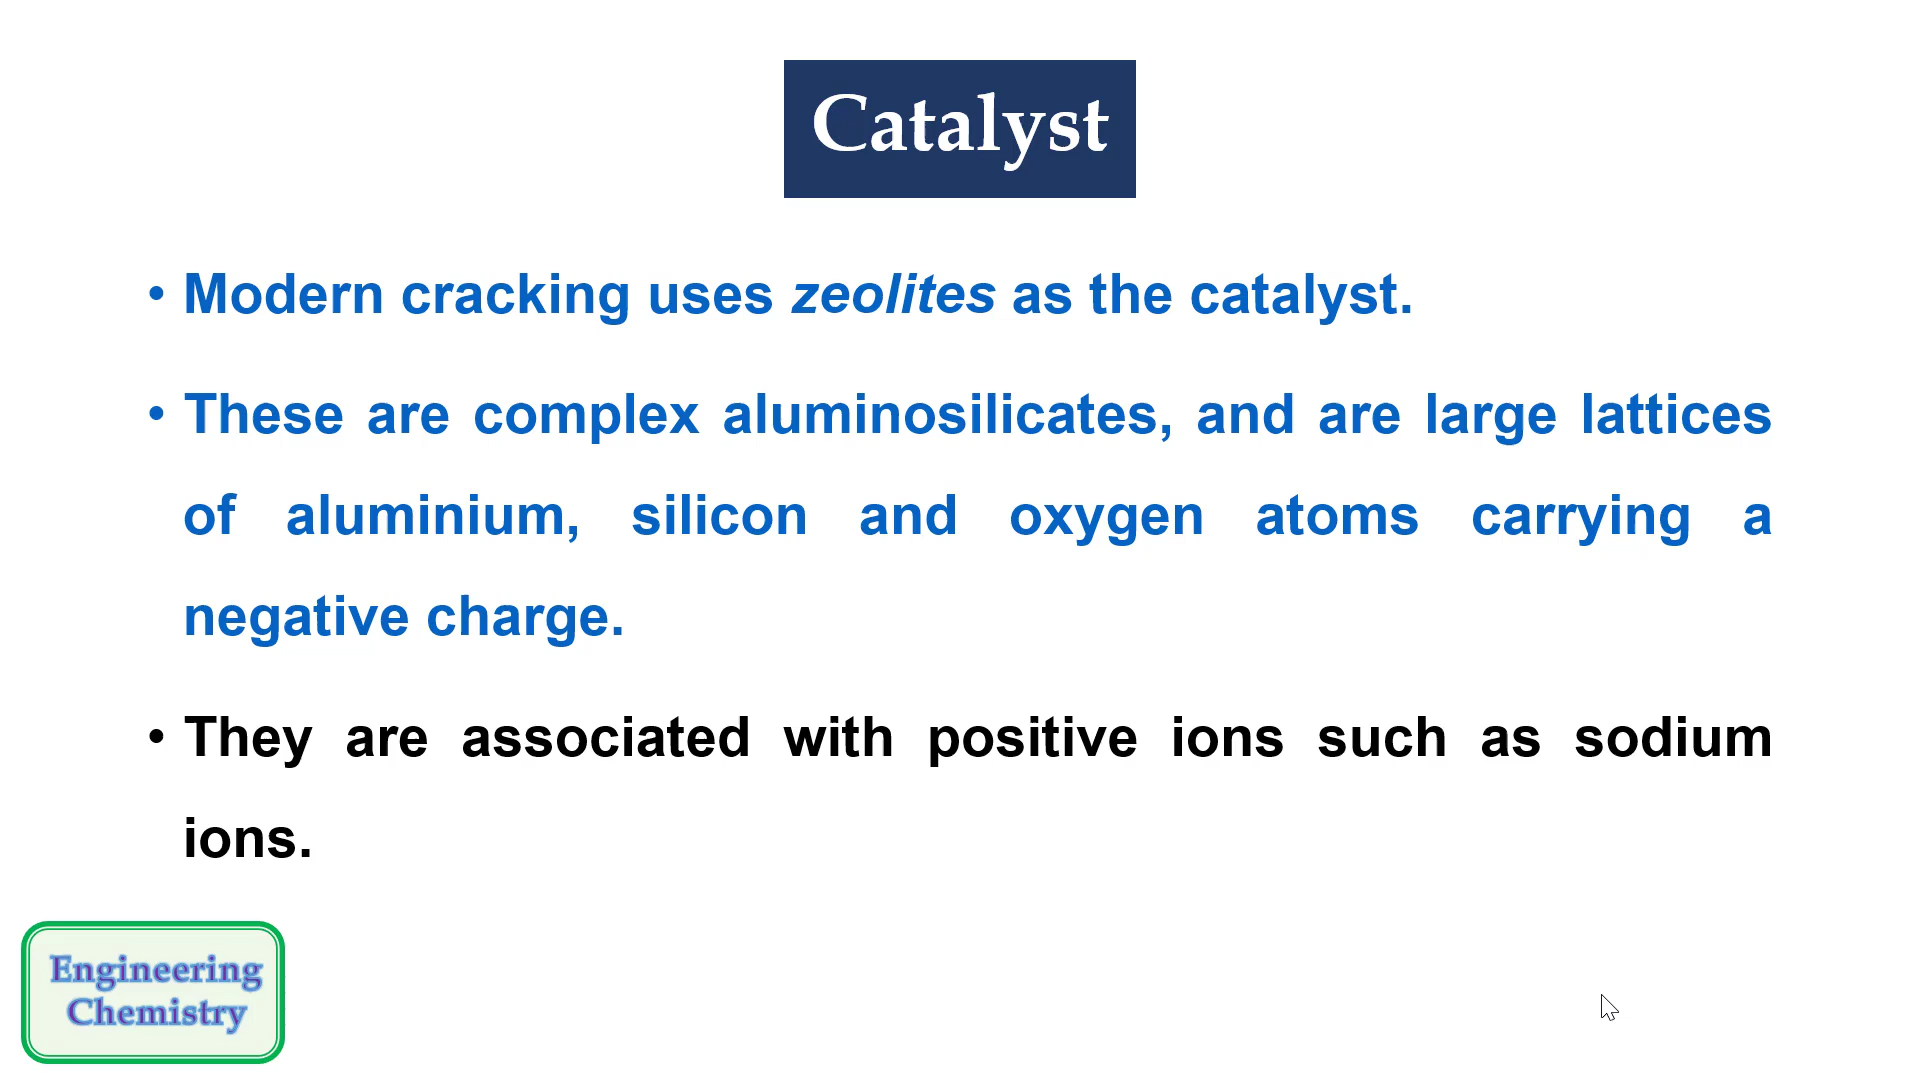 Catalyst
• Modern cracking uses zeolites as the catalyst.
• These are complex aluminosilicates, and are large lattices
of aluminium, silicon and oxygen atoms carrying a
negative charge.
• They are associated with positive ions such as sodium
ions.
Engineering
Chemistry